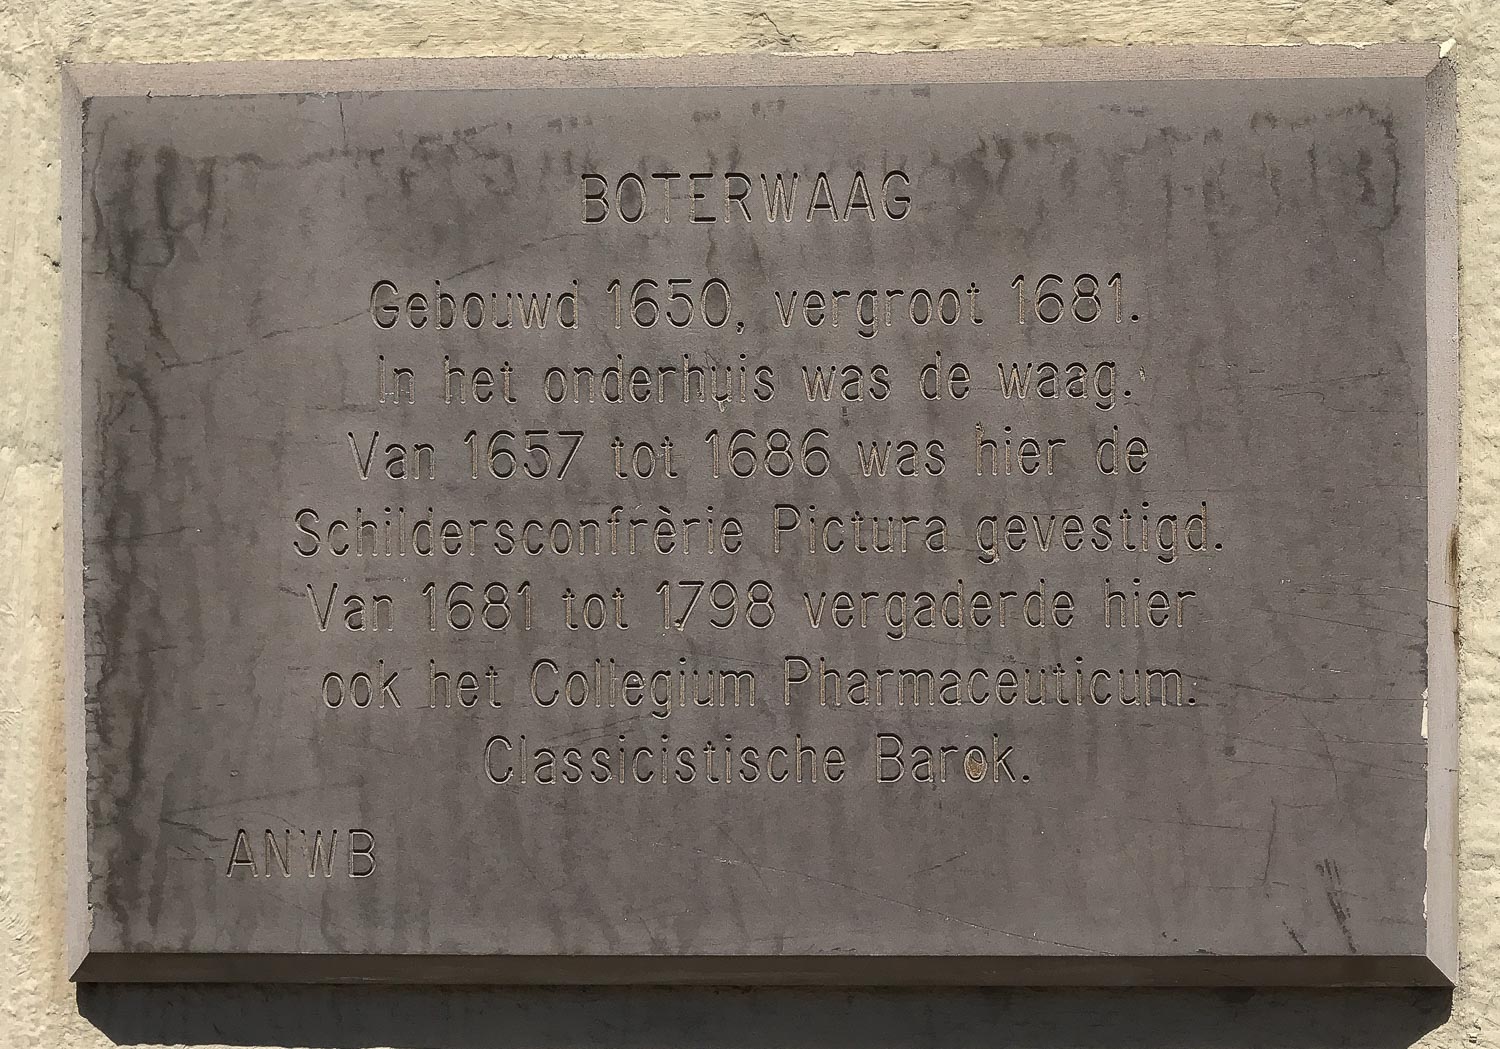 BOTERWAAG
Gebouwd 1650, vergroot 1681.
In het onderhuis was de waag.
Van 1657 tot 1686 was hier de
Schildersconfrèrie Pictura gevestigd.
Van 1681 tot 1798 vergaderde hier
ook het Collegium Pharmaceuticum.
Classicistische Barok.
ANWB